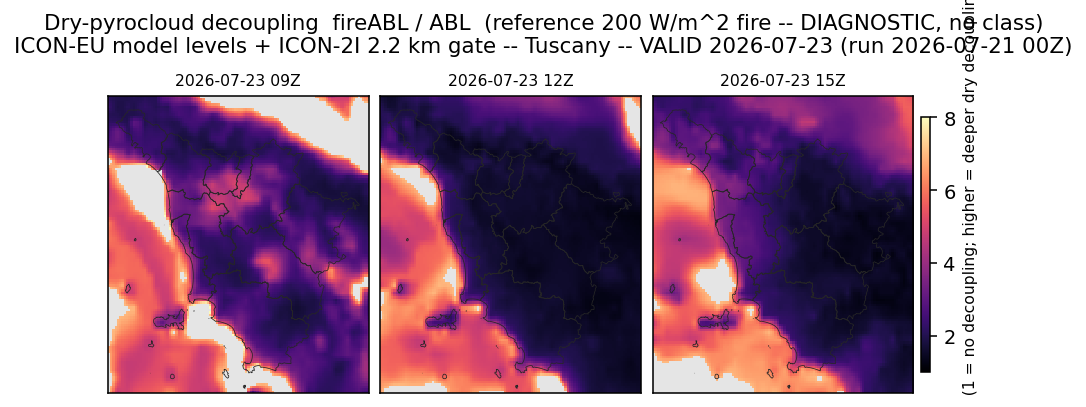 Dry-pyrocloud decoupling  fireABL / ABL  (reference 200 W/m^2 fire -- DIAGNOSTIC, no class)
ICON-EU model levels + ICON-2I 2.2 km gate -- Tuscany -- VALID 2026-07-23 (run 2026-07-21 00Z)
2026-07-23 09Z
2026-07-23 12Z
2026-07-23 15Z
8
6
4
2
(1 = no decoupling; higher = deeper dry decouplin